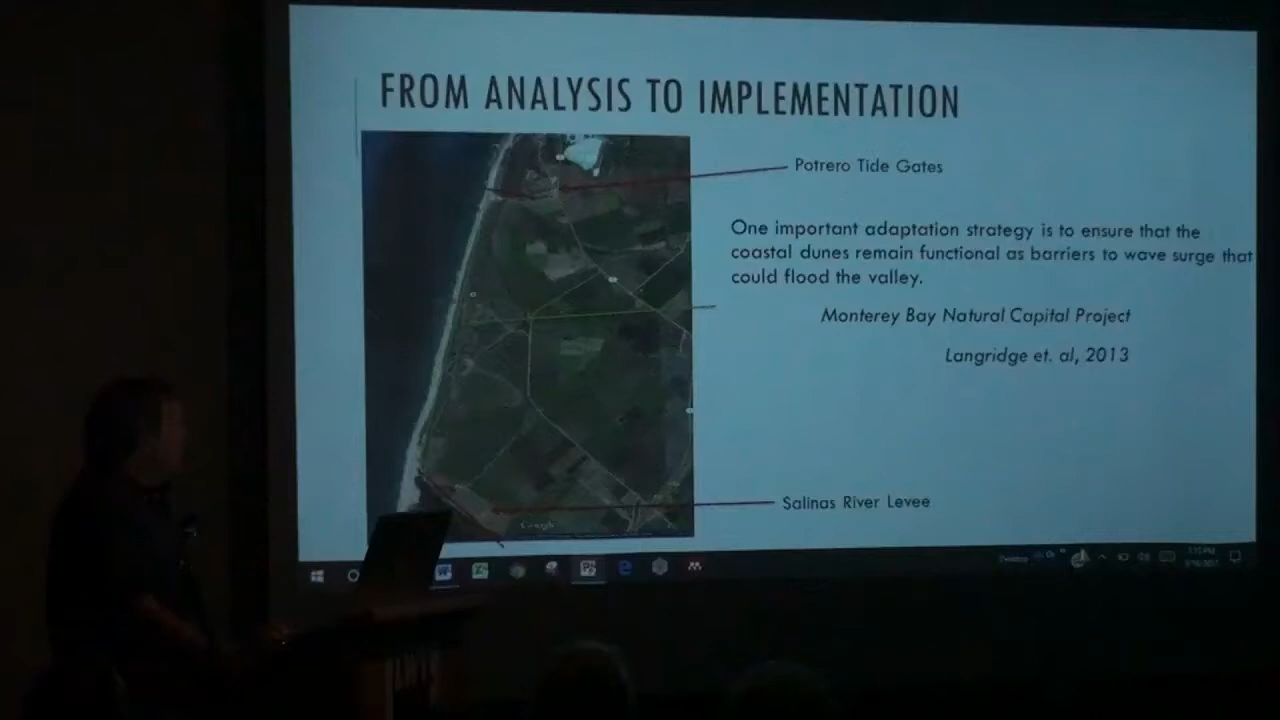 FROM ANALYSIS TO IMPLEMENTATION
Potrero Tide Gates
One important adaptation strategy is to ensure that the
coastal dunes remain functional as barriers to wave surge that
could flood the valley.
Monterey Bay Natural Capital Project
Langridge et. al, 2013
Salinas River Levee
Google
Desktop